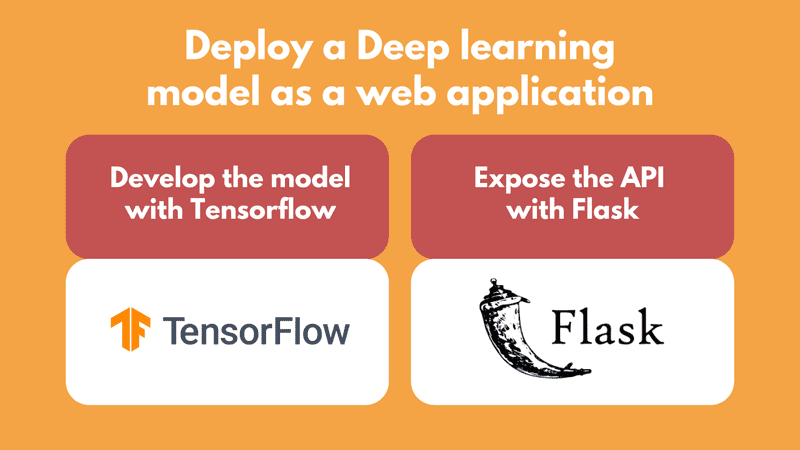 Deploy a Deep learning
model as a web application
Develop the model
with Tensorflow
Expose the API
with Flask
TensorFlow
Flask